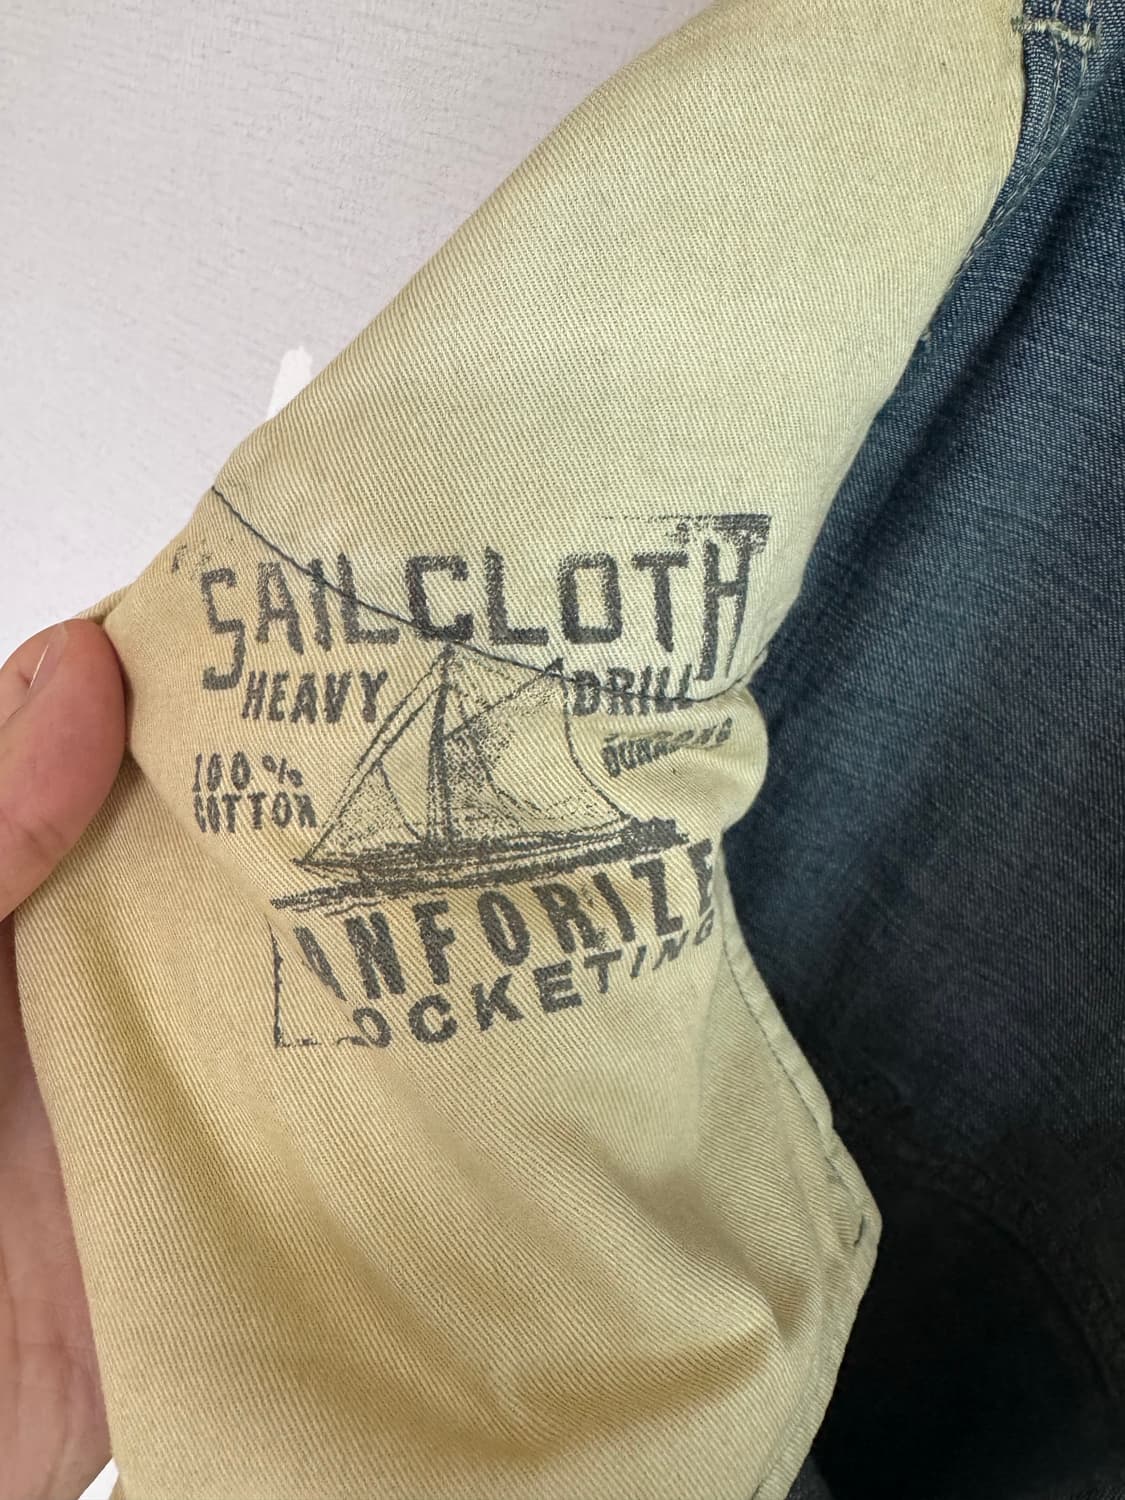 SAILCLOTH
HEAVY DRILL
100%
COTTON
ANFORIZE
OCKETING